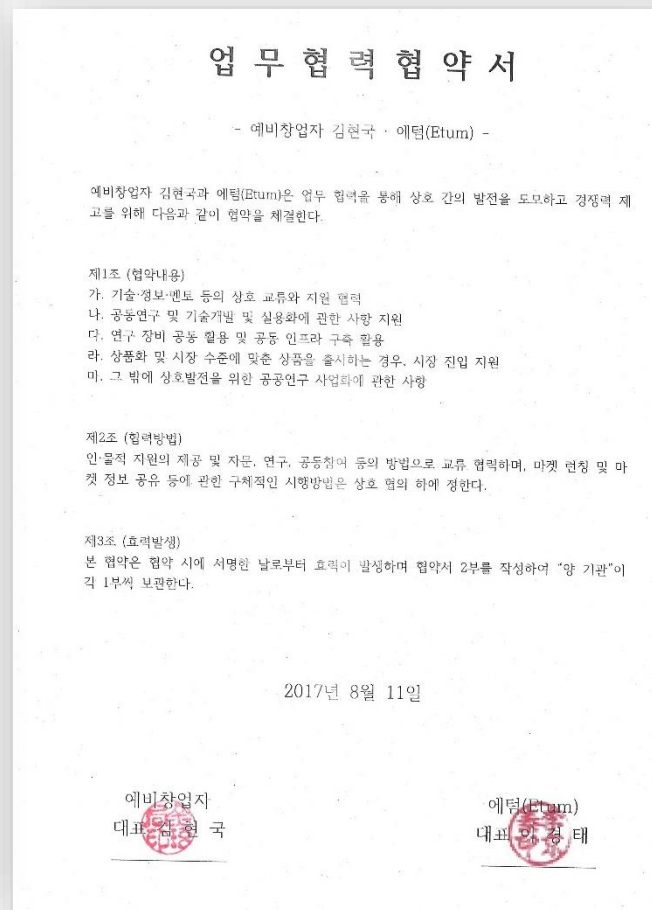 업 무 협 력 협 약 서
- 예비창업자 김현국 · 에텀(Etum) -
예비창업자 김현국과 에텀(Etum)은 업무 협력을 통해 상호 간의 발전을 도모하고 경쟁력 제
고를 위해 다음과 같이 협약을 체결한다.
제1조 (협약내용)
가. 기술·정보·멘토 등의 상호 교류와 지원 협력
나. 공동연구 및 기술개발 및 실용화에 관한 사항 지원
다. 연구 장비 공동 활용 및 공동 인프라 구축 활용
라. 상품화 및 시장 수준에 맞춘 상품을 출시하는 경우, 시장 진입 지원
마. 그 밖에 상호발전을 위한 공공연구 사업화에 관한 사항
제2조 (협력방법)
인·물적 지원의 제공 및 자문, 연구, 공동참여 등의 방법으로 교류 협력하며, 마켓 런칭 및 마
켓 정보 공유 등에 관한 구체적인 시행방법은 상호 협의 하에 정한다.
제3조 (효력발생)
본 협약은 협약 시에 서명한 날로부터 효력이 발생하며 협약서 2부를 작성하여 "양 기관"이
각 1부씩 보관한다.
2017년 8월 11일
예비창업자
대표 김 현 국
에텀(Etum)
대표 경 태